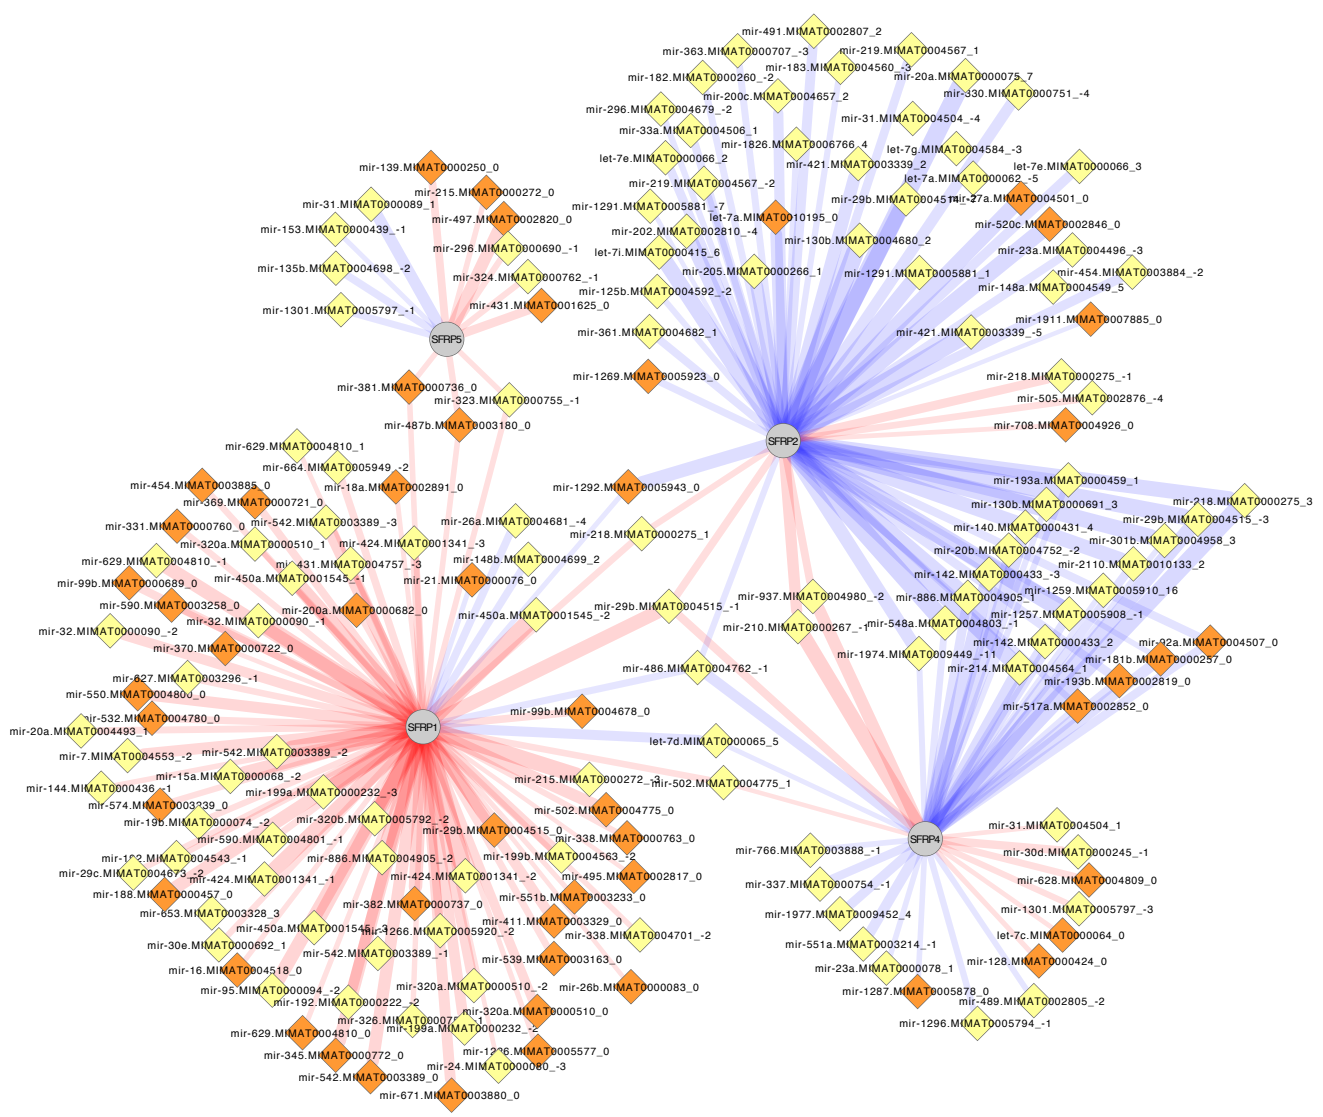 mir-491.MIMAT0002807_2
mir-363.MIMAT0000707_-3
mir-219.MIMAT0004567_1
mir-183.MIMAT0004560_-3
mir-182.MIMAT0000260_-2
mir-20a.MIMAT0000075_7
mir-200c.MIMAT0004657_2
mir-330.MIMAT0000751_-4
mir-296.MIMAT0004679_-2
mir-31.MIMAT0004504_-4
mir-33a.MIMAT0004506_1
mir-1826.MIMAT0006766_4
let-7g.MIMAT0004584_-3
let-7e.MIMAT0000066_2
mir-421.MIMAT0003339_2
let-7e.MIMAT0000066_3
mir-139.MIMAT0000250_0
let-7a.MIMAT0000062_-5
mir-219.MIMAT0004567_-2
mir-215.MIMAT0000272_0
mir-27a.MIMAT0004501_0
mir-31.MIMAT0000089_1
mir-1291.MIMAT0005881_-7
let-7a.MIMAT0010195_0
mir-497.MIMAT0002820_0
mir-520c.MIMAT0002846_0
mir-153.MIMAT0000439_-1
mir-202.MIMAT0002810_-4
mir-130b.MIMAT0004680_2
mir-296.MIMAT0000690_-1
let-7i.MIMAT0000415_6
mir-23a.MIMAT0004496_-3
mir-135b.MIMAT0004698_-2
mir-205.MIMAT0000266_1
mir-1291.MIMAT0005881_1
mir-454.MIMAT0003884_-2
mir-324.MIMAT0000762_-1
mir-148a.MIMAT0004549_5
mir-125b.MIMAT0004592_-2
mir-431.MIMAT0001625_0
mir-1301.MIMAT0005797_-1
mir-1911.MIMAT0007885_0
mir-361.MIMAT0004682_1
mir-421.MIMAT0003339_-5
SFRP5
mir-1269.MIMAT0005923_0
mir-218.MIMAT0000275_-1
mir-381.MIMAT0000736_0
mir-323.MIMAT0000755_-1
mir-505.MIMAT0002876_-4
mir-487b.MIMAT0003180_0
mir-708.MIMAT0004926_0
SFRP2
mir-629.MIMAT0004810_1
mir-664.MIMAT0005949_-2
mir-193a.MIMAT0000459_1
mir-454.MIMAT0003885_0
mir-18a.MIMAT0002891_0
mir-1292.MIMAT0005943_0
mir-369.MIMAT0000721_0
mir-130b.MIMAT0000691_3
mir-218.MIMAT0000275_3
mir-331.MIMAT0000760_0
mir-542.MIMAT0003389_-3
mir-26a.MIMAT0004681_-4
mir-29b.MIMAT0004515_-3
mir-140.MIMAT0000431_4
mir-218.MIMAT0000275_1
mir-320a.MIMAT0000510_1
mir-424.MIMAT0001341_-3
mir-301b.MIMAT0004958_3
mir-20b.MIMAT0004752_-2
mir-629.MIMAT0004810_-1
mir-431.MIMAT0004757_-3
mir-148b.MIMAT0004699_2
mir-2110.MIMAT0010133_2
mir-142.MIMAT0000433_-3
mir-99b.MIMAT0000689_0
mir-450a.MIMAT0001545_-1
mir-21.MIMAT0000076_0
mir-1259.MIMAT0005910_16
mir-886.MIMAT0004905_1
mir-937.MIMAT0004980_-2
mir-590.MIMAT0003258_0
mir-200a.MIMAT0000682_0
mir-29b.MIMAT0004515_-1
mir-450a.MIMAT0001545_-2
mir-1257.MIMAT0005908_-1
mir-32.MIMAT0000090_-1
mir-548a.MIMAT0004803_-1
mir-32.MIMAT0000090_-2
mir-210.MIMAT0000267_-1
mir-142.MIMAT0000433_2
mir-92a.MIMAT0004507_0
mir-370.MIMAT0000722_0
mir-1974.MIMAT0009449_-11
mir-181b.MIMAT0000257_0
mir-214.MIMAT0004564_1
mir-486.MIMAT0004762_-1
mir-627.MIMAT0003296_-1
mir-193b.MIMAT0002819_0
mir-517a.MIMAT0002852_0
mir-99b.MIMAT0004678_0
mir-532.MIMAT0004780_0
mir-20a.MIMAT0004493_1
SFRP1
let-7d.MIMAT0000065_5
mir-542.MIMAT0003389_-2
mir-7.MIMAT0004553_-2
mir-15a.MIMAT0000068_-2
mir-215.MIMAT0000272_-3
mir-502.MIMAT0004775_1
mir-144.MIMAT0000436_-1
mir-199a.MIMAT0000232_-3
mir-574.MIMAT0003239_0
mir-502.MIMAT0004775_0
mir-19b.MIMAT0000074_-2
mir-320b.MIMAT0005792_-2
mir-31.MIMAT0004504_1
mir-29b.MIMAT0004515_0
mir-590.MIMAT0004801_-1
mir-338.MIMAT0000763_0
SFRP4
mir-766.MIMAT0003888_-1
mir-30d.MIMAT0000245_-1
mir-886.MIMAT0004905_-2
mir-199b.MIMAT0004563_-2
mir-29c.MIMAT0004673_-2
mir-424.MIMAT0001341_-1
mir-424.MIMAT0001341_-2
mir-495.MIMAT0002817_0
mir-628.MIMAT0004809_0
mir-337.MIMAT0000754_-1
mir-188.MIMAT0000457_0
mir-551b.MIMAT0003233_0
mir-382.MIMAT0000737_0
mir-1301.MIMAT0005797_-3
mir-653.MIMAT0003328_3
mir-1977.MIMAT0009452_4
mir-411.MIMAT0003329_0
mir-450a.MIMAT0001545_-3
mir-1266.MIMAT0005920_-2
mir-338.MIMAT0004701_-2
let-7c.MIMAT0000064_0
mir-30e.MIMAT0000692_1
mir-551a.MIMAT0003214_-1
mir-542.MIMAT0003389_-1
mir-539.MIMAT0003163_0
mir-128.MIMAT0000424_0
mir-16.MIMAT0004518_0
mir-23a.MIMAT0000078_1
mir-320a.MIMAT0000510_-2
mir-26b.MIMAT0000083_0
mir-95.MIMAT0000094_-2
mir-1287.MIMAT0005878_0
mir-489.MIMAT0002805_-2
mir-192.MIMAT0000222_-2
mir-320a.MIMAT0000510_0
mir-199a.MIMAT0000232_-2
mir-1296.MIMAT0005794_-1
mir-629.MIMAT0004810_0
mir-345.MIMAT0000772_0
mir-24.MIMAT0000080_-3
mir-542.MIMAT0003389_0
mir-671.MIMAT0003880_0